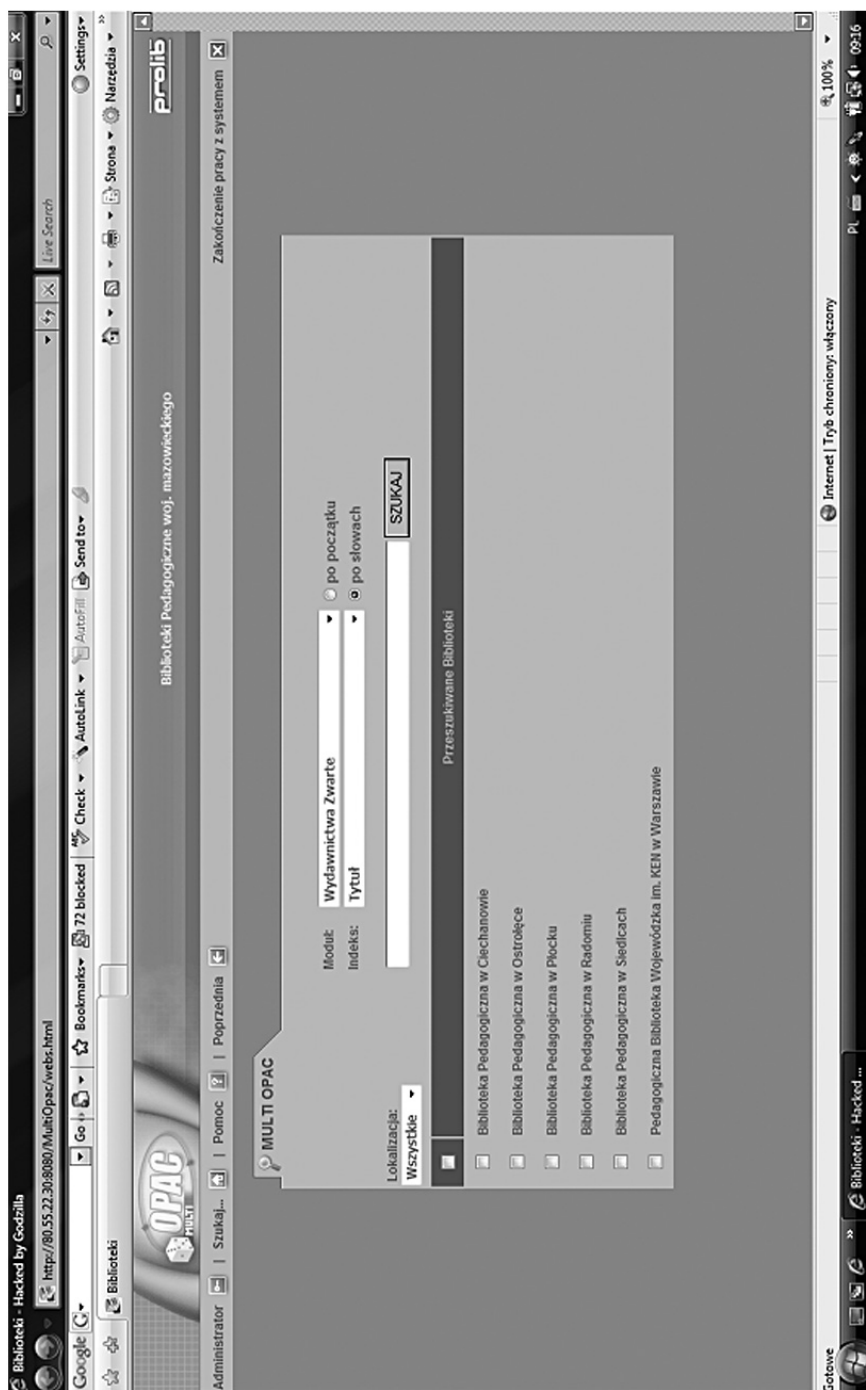 Biblioteki - Hacked by Godzilla
http://80.55.22.30:8080/MultiOpac/webs.html
Live Search
Google G Go Bookmarks 72 blocked Check AutoLink AutoFill Send to Settings
Biblioteki
Strona Narzędzia »
OPAC
MULTI
Biblioteki Pedagogiczne woj. mazowieckiego
prolib
Administrator | Szukaj... | Pomoc ? | Poprzednia
Zakończenie pracy z systemem X
MULTI OPAC
Lokalizacja:
Wszystkie
Moduł:
Wydawnictwa Zwarte
po początku
Indeks:
Tytuł
po słowach
SZUKAJ
Przeszukiwane Biblioteki
Biblioteka Pedagogiczna w Ciechanowie
Biblioteka Pedagogiczna w Ostrołęce
Biblioteka Pedagogiczna w Płocku
Biblioteka Pedagogiczna w Radomiu
Biblioteka Pedagogiczna w Siedlcach
Pedagogiczna Biblioteka Wojewódzka im. KEN w Warszawie
Gotowe
Internet | Tryb chroniony: włączony
100%
» Biblioteki - Hacked ...
PL
09:16